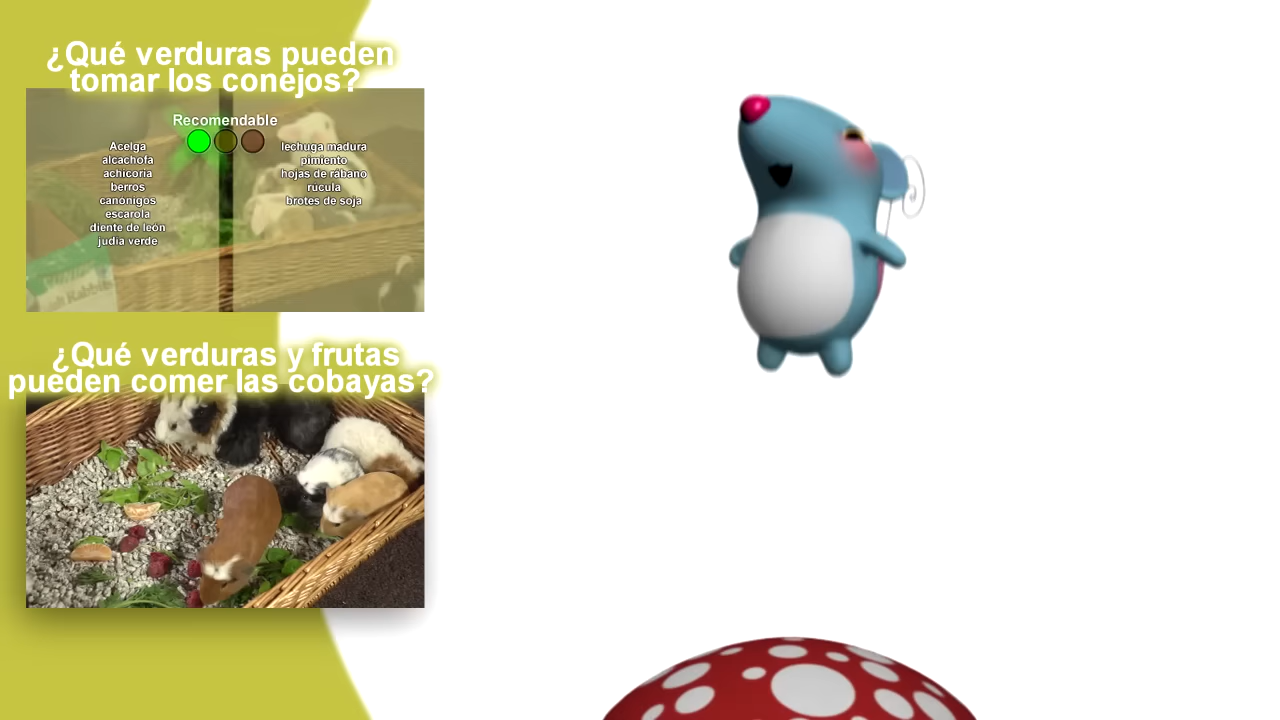 ¿Qué verduras pueden
tomar los conejos?
Recomendable
Acelga
alcachofa
achicoria
berros
canónigos
escarola
diente de león
judía verde
lechuga madura
pimiento
hojas de rábano
rúcula
brotes de soja
¿Qué verduras y frutas
pueden comer las cobayas?